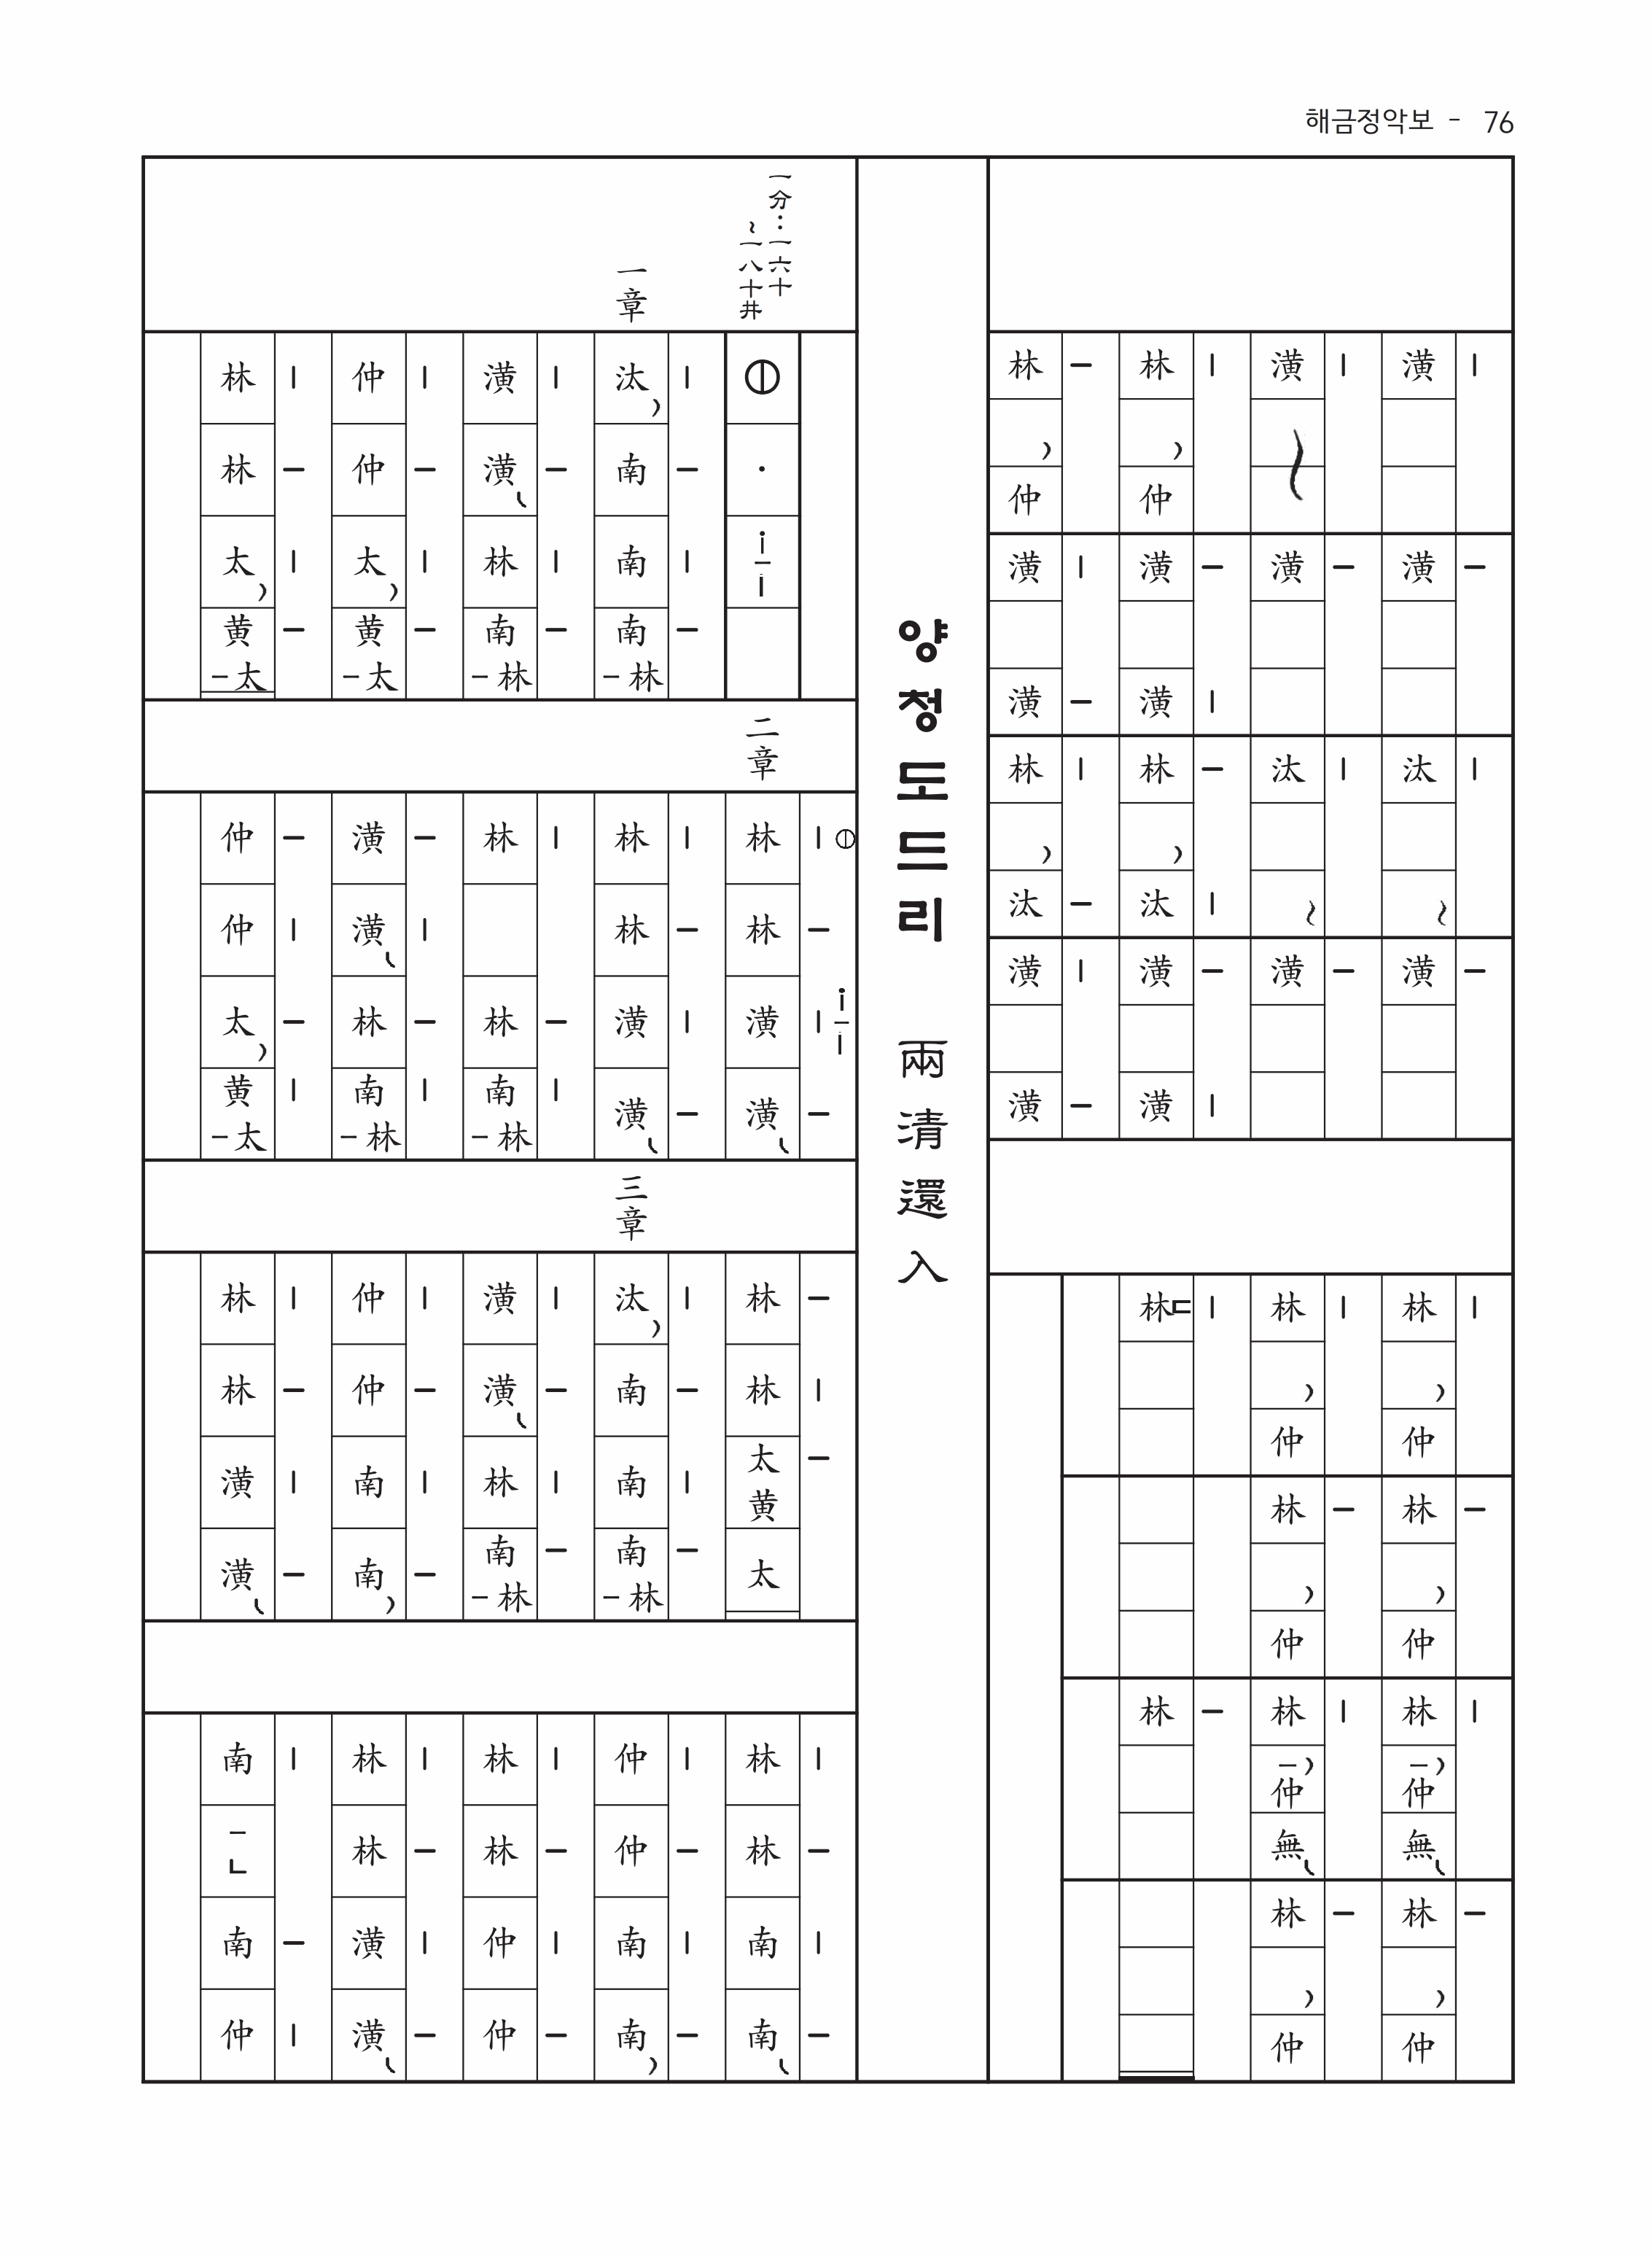 해금정악보 - 76
潢 潢 汰 潢
潢 潢 汰 潢
林 仲 潢 潢 林 汰 潢 潢
林 仲 潢 潢 林 汰 潢 潢
林 仲 林 仲 林 -仲 無 林 仲
林 仲 林 仲 林 -仲 無 林 仲
林ㄷ 林
양청도드리 兩清還入
一分:一六十
~一八十井
一章
汰 南 南 南 -林
潢 潢 林 南 -林
仲 仲 太 黄 -太
林 林 太 黄 -太
二章
林 林 潢 潢
林 林 潢 潢
林 林 南 -林
潢 潢 林 南 -林
仲 仲 太 黄 -太
三章
林 林 太 黄 太
汰 南 南 南 -林
潢 潢 林 南 -林
仲 仲 南 南
林 林 潢 潢
林 林 南 南
仲 仲 南 南
林 林 仲 仲
林 林 潢 潢
南 - ㄴ 南 仲